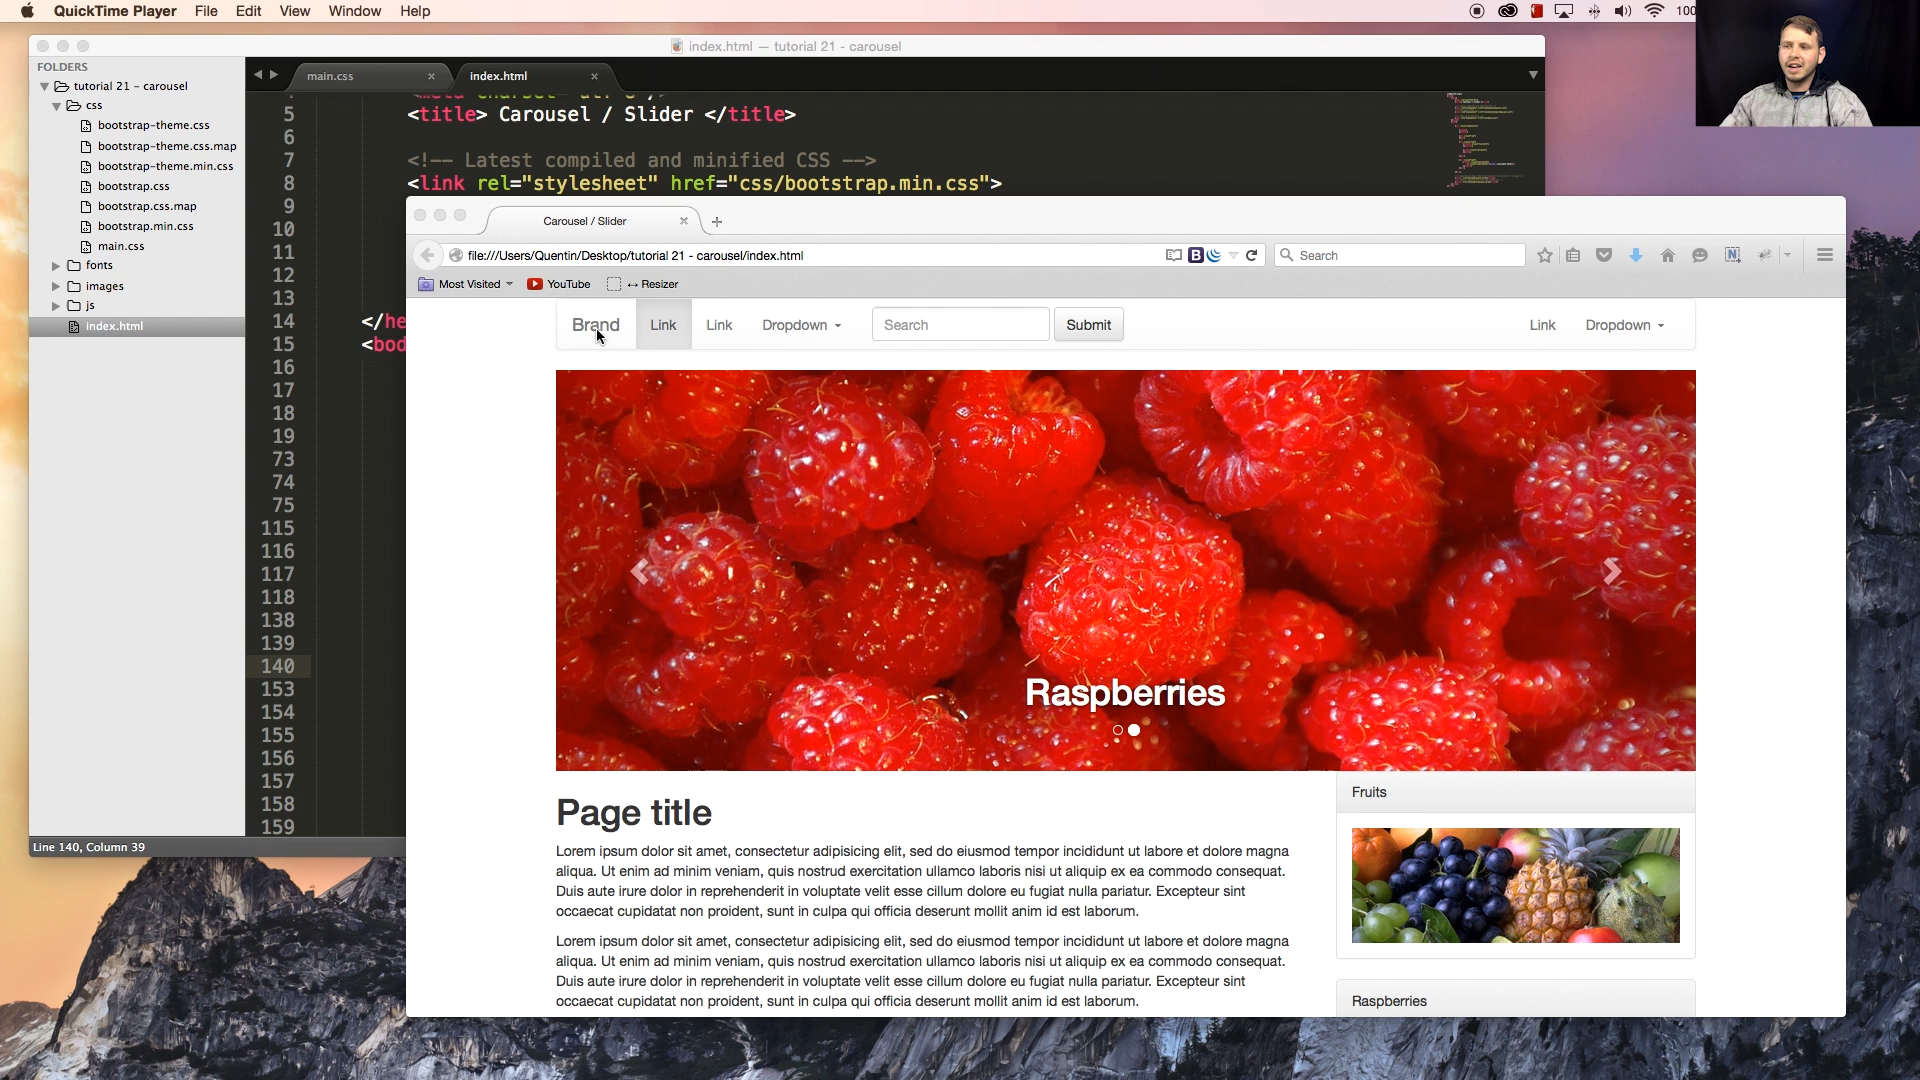 QuickTime Player File Edit View Window Help
100
index.html — tutorial 21 - carousel
FOLDERS
tutorial 21 - carousel
css
bootstrap-theme.css
bootstrap-theme.css.map
bootstrap-theme.min.css
bootstrap.css
bootstrap.css.map
bootstrap.min.css
main.css
fonts
images
js
index.html
main.css
index.html
5 <title> Carousel / Slider </title>
6
7 <!-- Latest compiled and minified CSS -->
8 <link rel="stylesheet" href="css/bootstrap.min.css">
9
10
11
12
13
14 </he
15 <bod
16
17
18
19
73
74
75
115
116
117
118
138
139
140
153
154
155
156
157
158
159
Line 140, Column 39
Carousel / Slider
file:///Users/Quentin/Desktop/tutorial 21 - carousel/index.html
Search
Most Visited YouTube ↔ Resizer
Brand Link Link Dropdown Search Submit Link Dropdown
Raspberries
Page title
Lorem ipsum dolor sit amet, consectetur adipisicing elit, sed do eiusmod tempor incididunt ut labore et dolore magna
aliqua. Ut enim ad minim veniam, quis nostrud exercitation ullamco laboris nisi ut aliquip ex ea commodo consequat.
Duis aute irure dolor in reprehenderit in voluptate velit esse cillum dolore eu fugiat nulla pariatur. Excepteur sint
occaecat cupidatat non proident, sunt in culpa qui officia deserunt mollit anim id est laborum.
Lorem ipsum dolor sit amet, consectetur adipisicing elit, sed do eiusmod tempor incididunt ut labore et dolore magna
aliqua. Ut enim ad minim veniam, quis nostrud exercitation ullamco laboris nisi ut aliquip ex ea commodo consequat.
Duis aute irure dolor in reprehenderit in voluptate velit esse cillum dolore eu fugiat nulla pariatur. Excepteur sint
occaecat cupidatat non proident, sunt in culpa qui officia deserunt mollit anim id est laborum.
Fruits
Raspberries